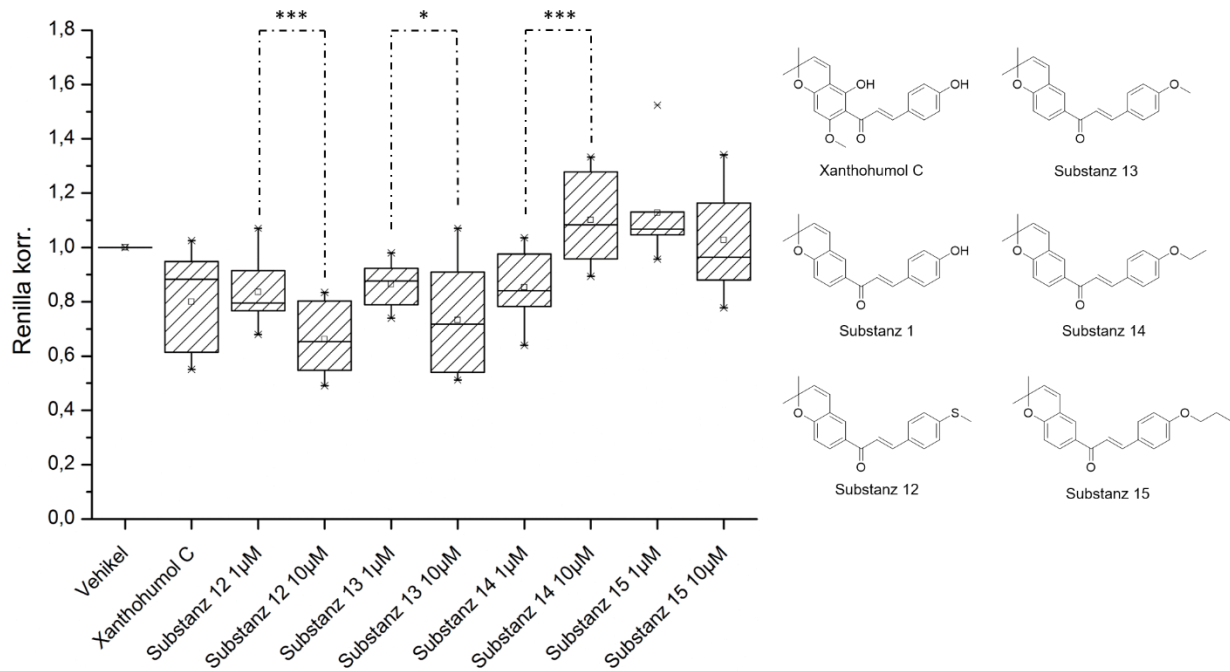 ***
*
***
1,8
1,6
1,4
1,2
1,0
0,8
0,6
0,4
0,2
0,0
Renilla korr.
Vehikel
Xanthohumol C
Substanz 12 1µM
Substanz 12 10µM
Substanz 13 1µM
Substanz 13 10µM
Substanz 14 1µM
Substanz 14 10µM
Substanz 15 1µM
Substanz 15 10µM
O
OH
O
O
OH
Xanthohumol C
O
O
O
Substanz 13
O
O
OH
Substanz 1
O
O
O
Substanz 14
O
O
S
Substanz 12
O
O
O
Substanz 15